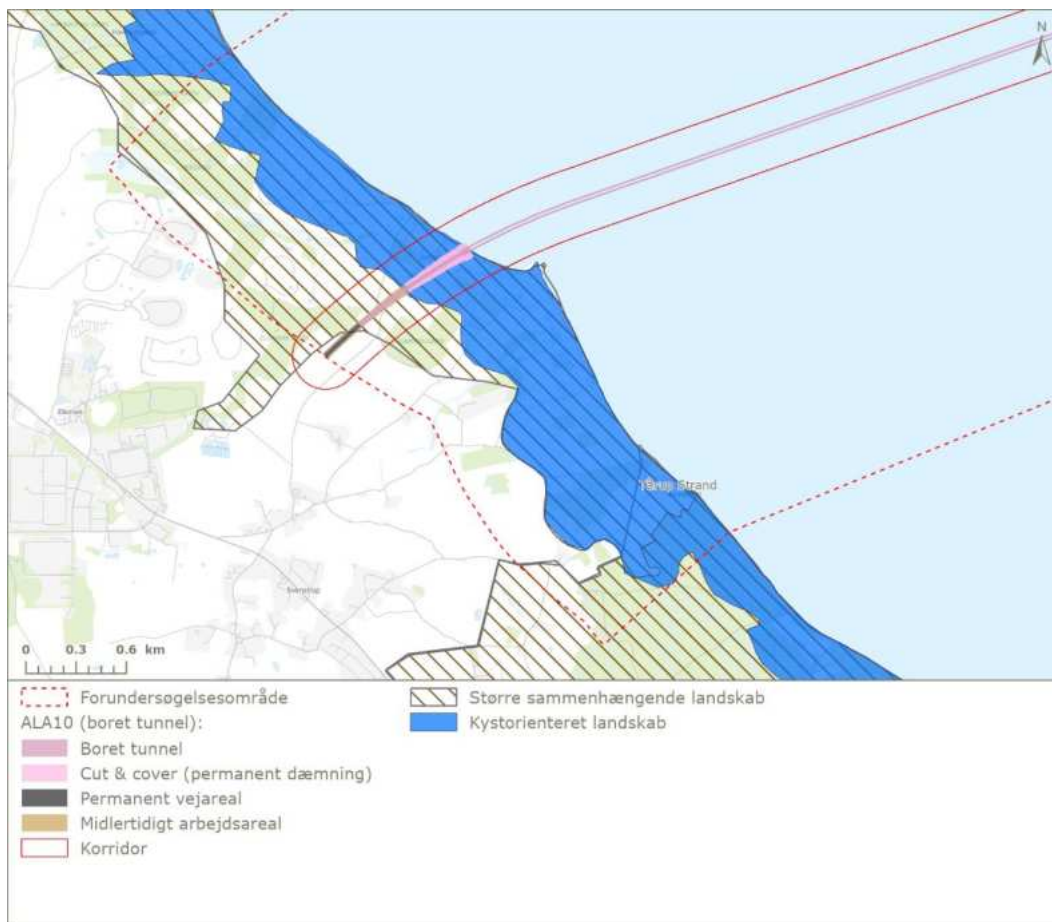 N
Tårup Strand
0 0.3 0.6 km
Forundersøgelsesområde
Større sammenhængende landskab
ALA10 (boret tunnel):
Kystorienteret landskab
Boret tunnel
Cut & cover (permanent dæmning)
Permanent vejareal
Midlertidigt arbejdsareal
Korridor